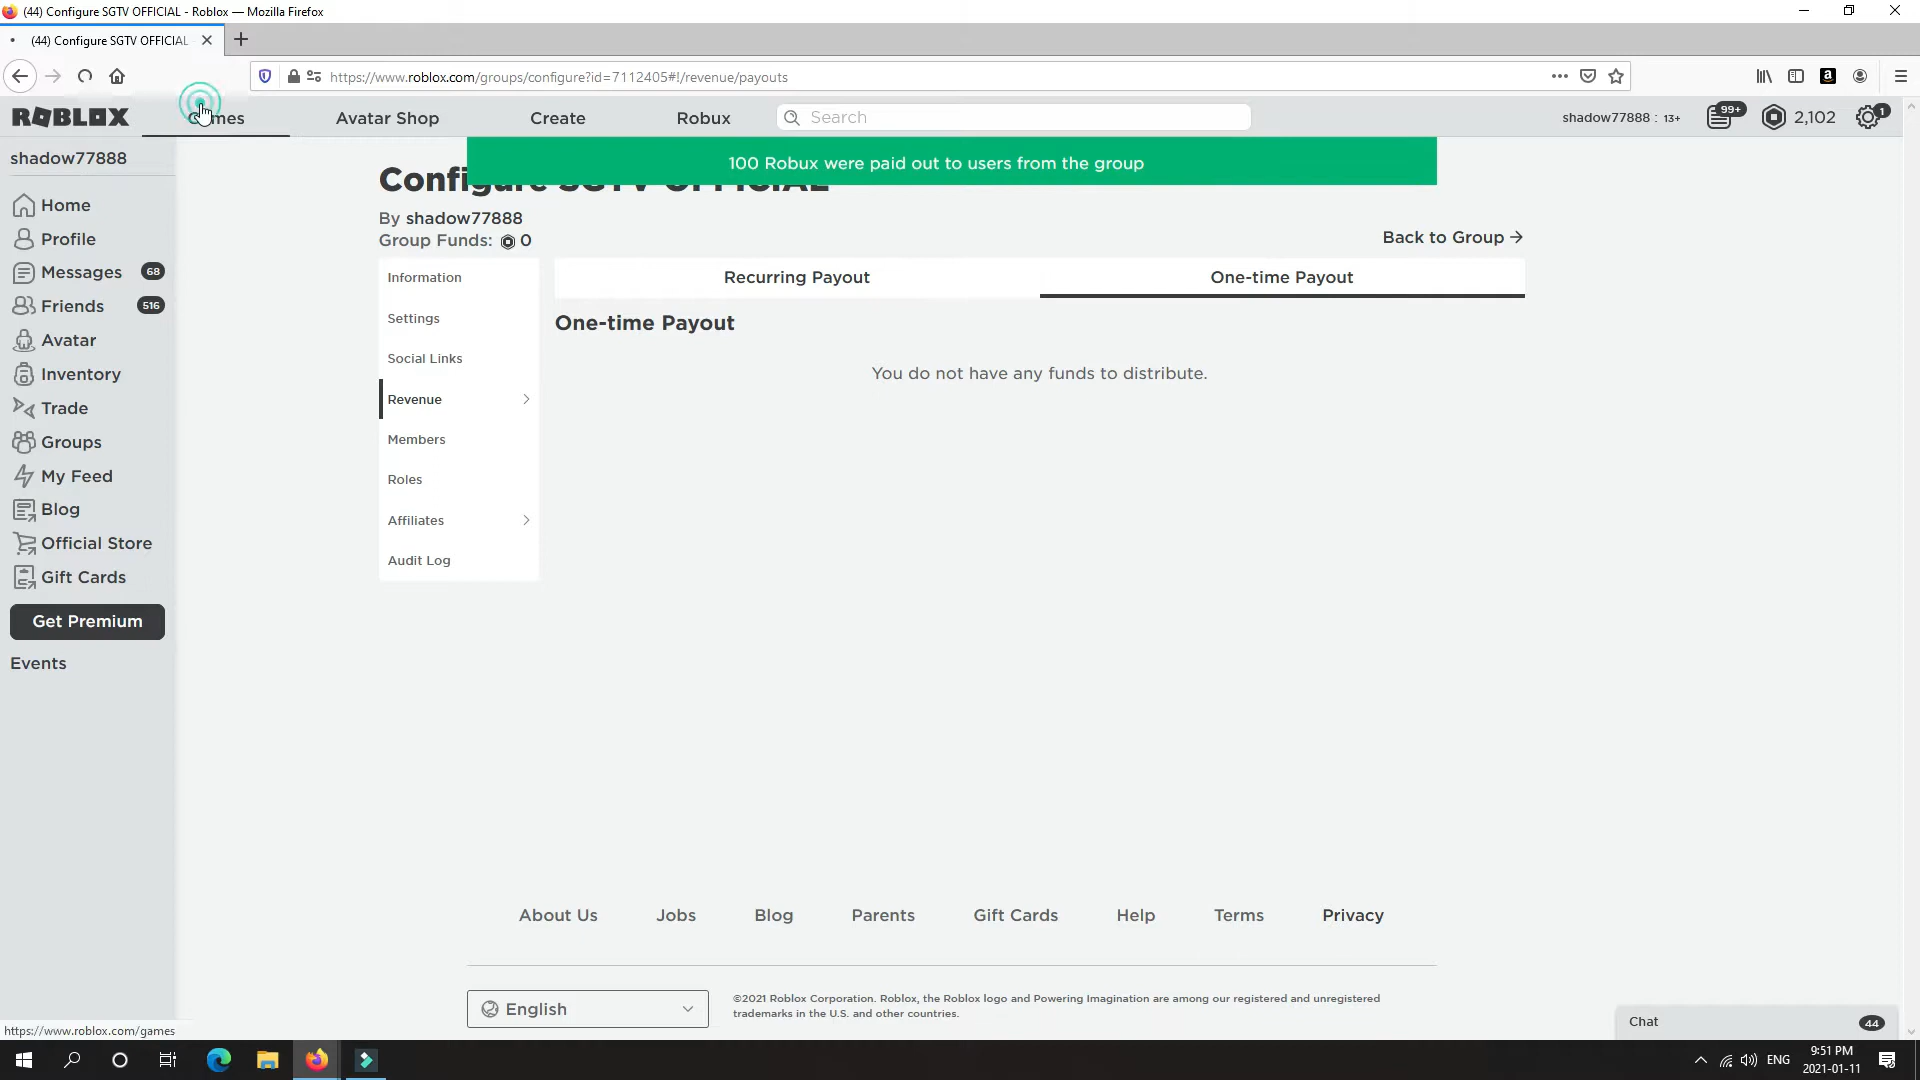 (44) Configure SGTV OFFICIAL - Roblox — Mozilla Firefox
(44) Configure SGTV OFFICIAL
https://www.roblox.com/groups/configure?id=7112405#!/revenue/payouts
ROBLOX
Games
Avatar Shop
Create
Robux
Search
shadow77888 : 13+
99+
2,102
1
shadow77888
100 Robux were paid out to users from the group
Configure SGTV OFFICIAL
By shadow77888
Group Funds: 0
Back to Group
Home
Profile
Messages 68
Friends 516
Avatar
Inventory
Trade
Groups
My Feed
Blog
Official Store
Gift Cards
Get Premium
Events
Information
Settings
Social Links
Revenue
Members
Roles
Affiliates
Audit Log
Recurring Payout
One-time Payout
One-time Payout
You do not have any funds to distribute.
About Us
Jobs
Blog
Parents
Gift Cards
Help
Terms
Privacy
English
©2021 Roblox Corporation. Roblox, the Roblox logo and Powering Imagination are among our registered and unregistered
trademarks in the U.S. and other countries.
Chat 44
https://www.roblox.com/games
ENG
9:51 PM
2021-01-11